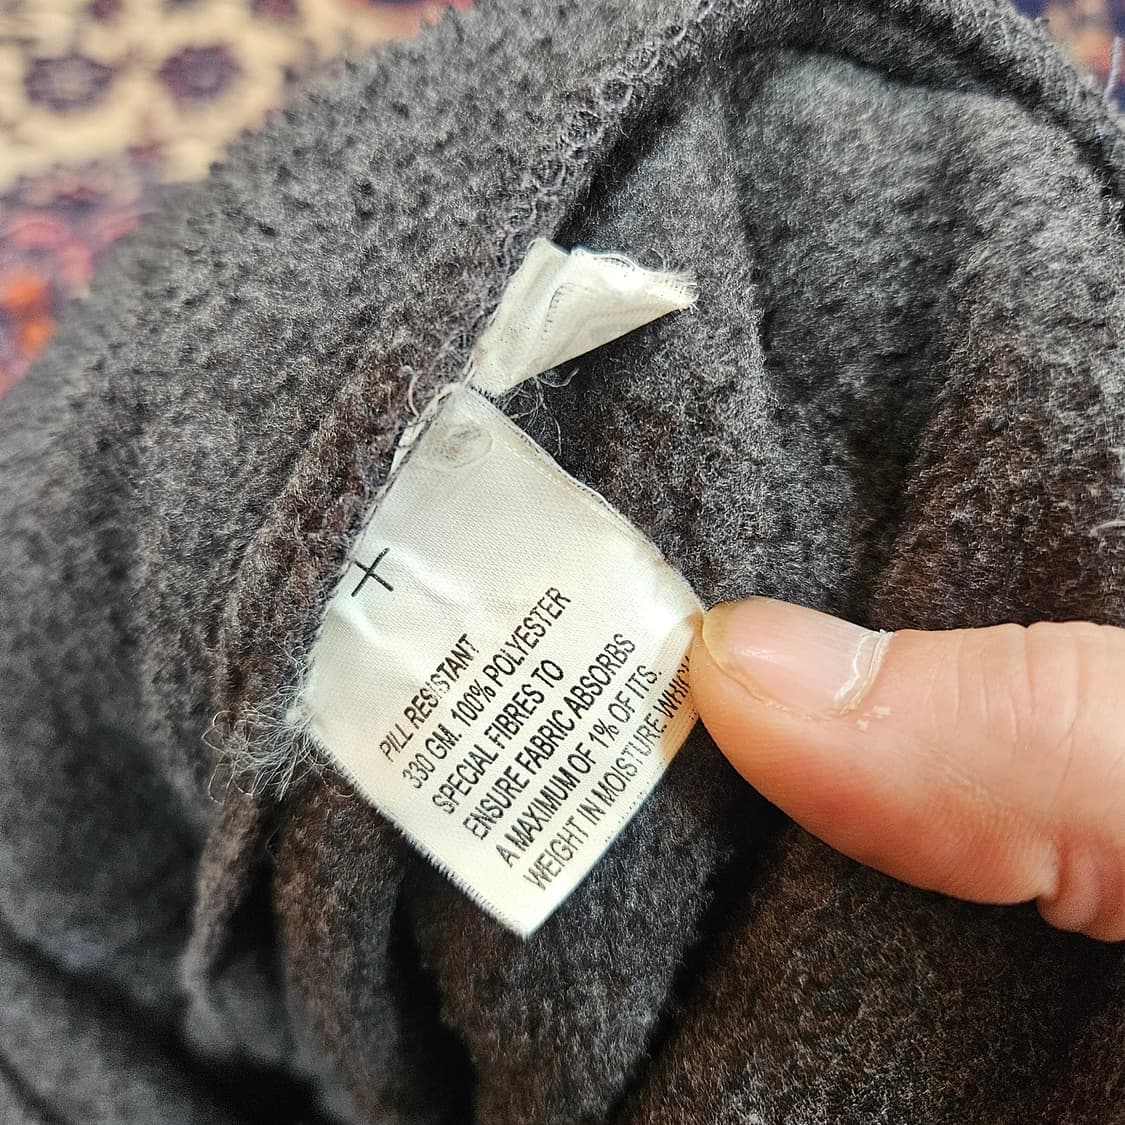 +
PILL RESISTANT
330 GM. 100% POLYESTER
SPECIAL FIBRES TO
ENSURE FABRIC ABSORBS
A MAXIMUM OF 1% OF ITS.
WEIGHT IN MOISTURE.